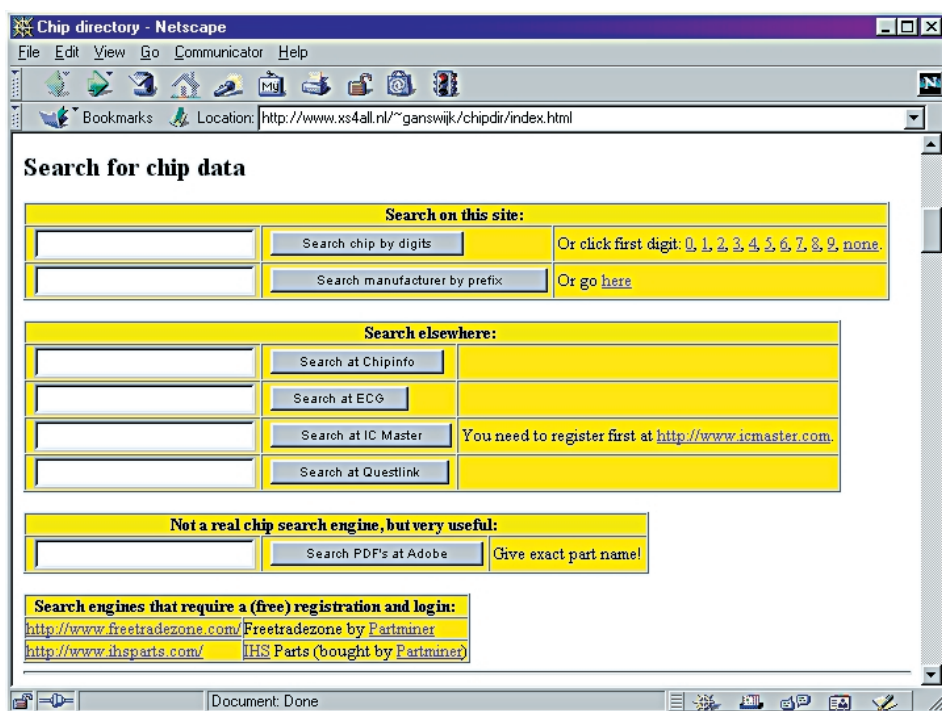 Chip directory - Netscape
File Edit View Go Communicator Help
My
N
Bookmarks Location: http://www.xs4all.nl/~ganswijk/chipdir/index.html
Search for chip data
Search on this site:
Search chip by digits Or click first digit: 0, 1, 2, 3, 4, 5, 6, 7, 8, 9, none.
Search manufacturer by prefix Or go here
Search elsewhere:
Search at Chipinfo
Search at ECG
Search at IC Master You need to register first at http://www.icmaster.com.
Search at Questlink
Not a real chip search engine, but very useful:
Search PDF's at Adobe Give exact part name!
Search engines that require a (free) registration and login:
http://www.freetradezone.com/ Freetradezone by Partminer
http://www.ihsparts.com/ IHS Parts (bought by Partminer)
Document: Done